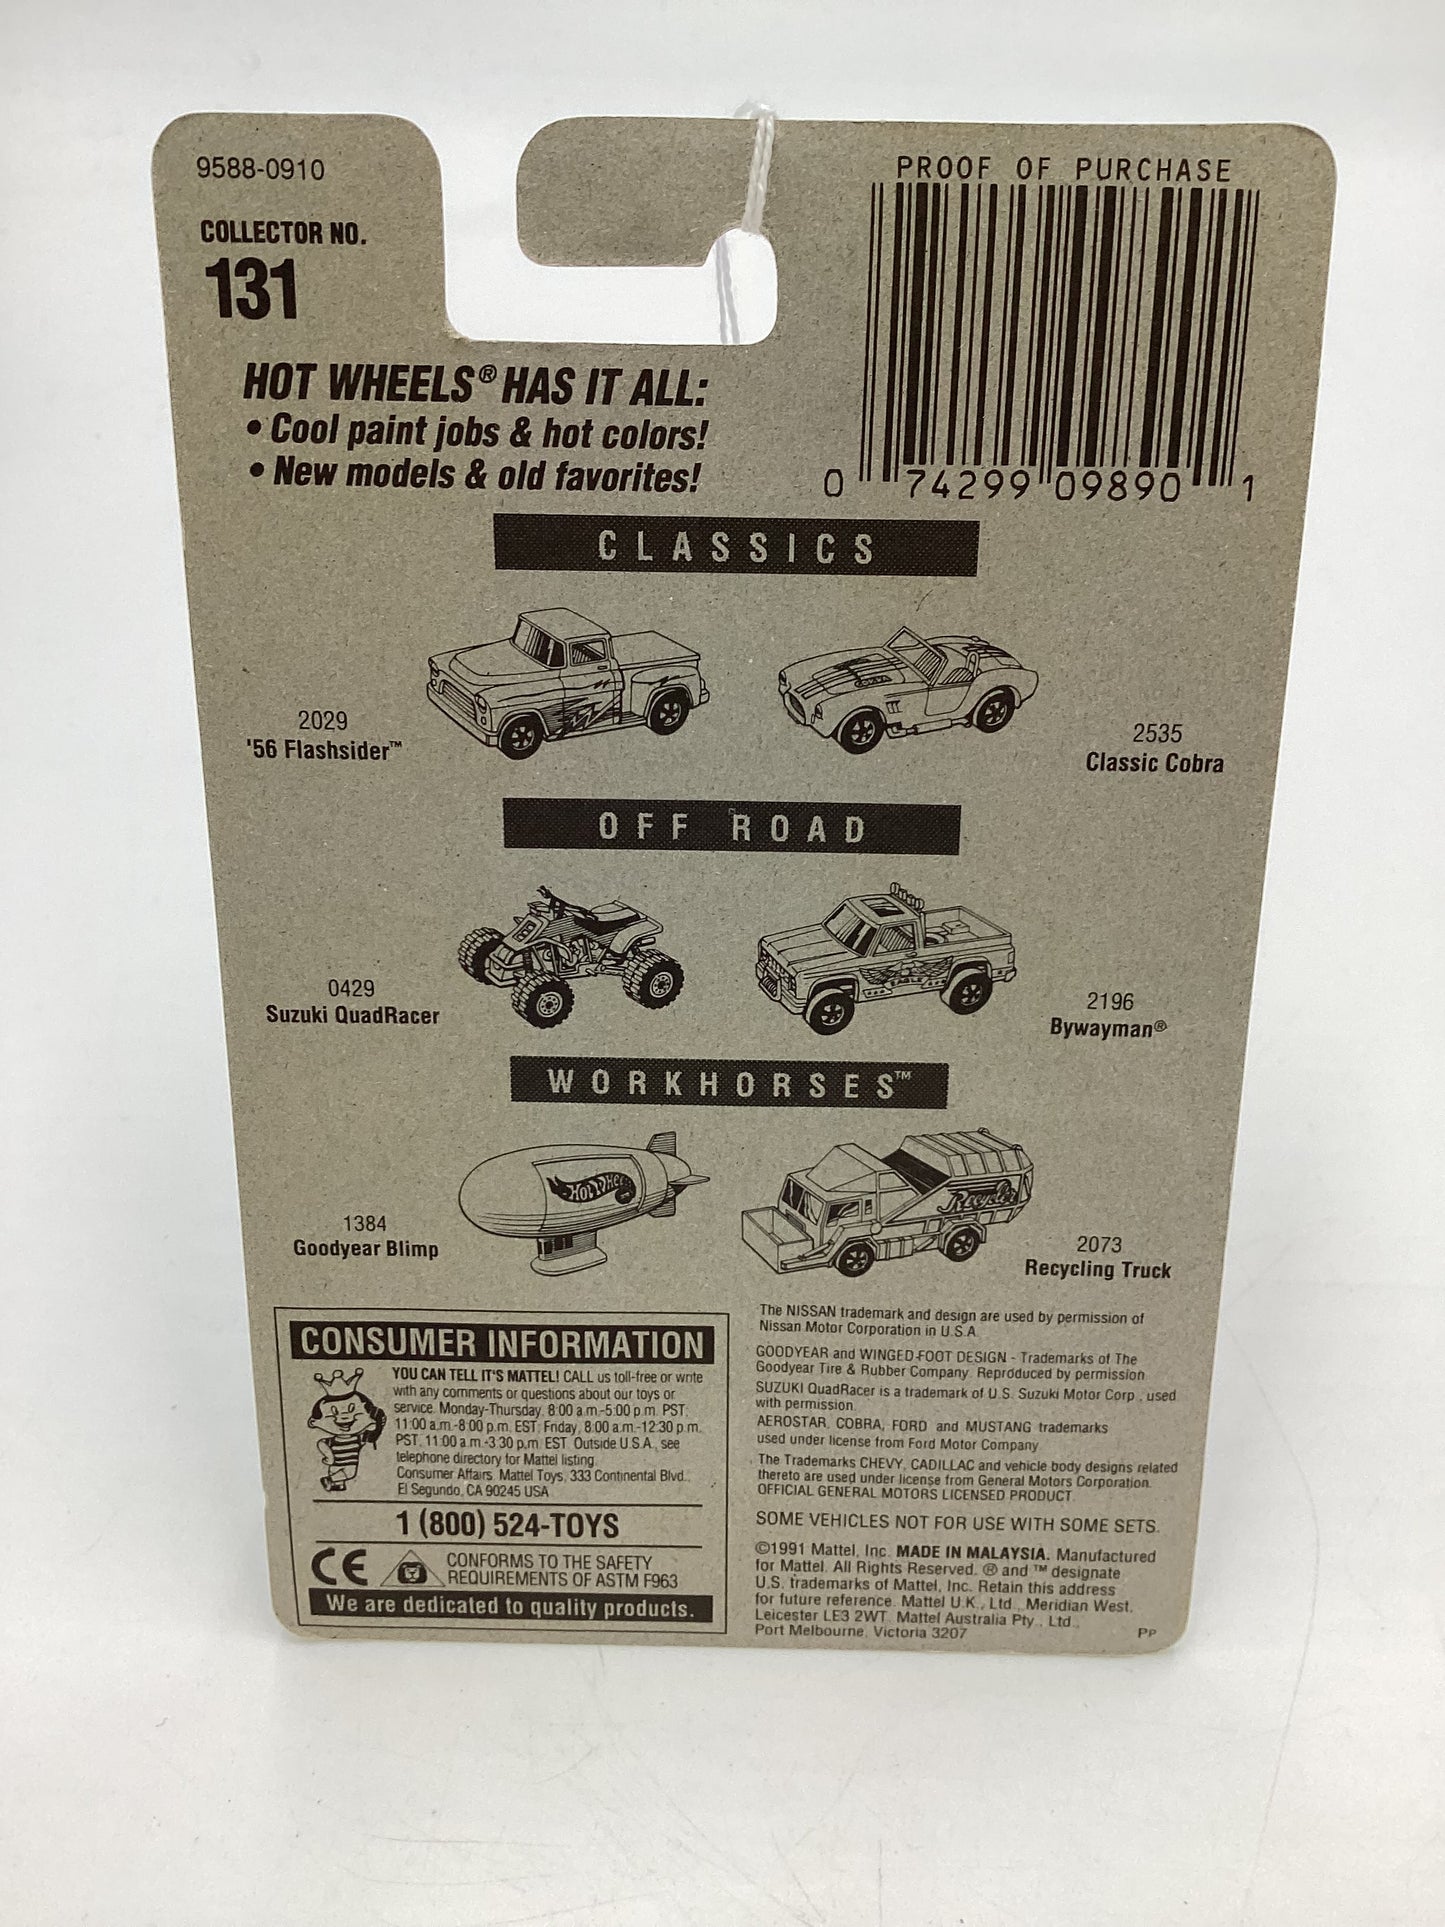 9588-0910
COLLECTOR NO.
131
PROOF OF PURCHASE
0 74299 09890 1
HOT WHEELS® HAS IT ALL:
• Cool paint jobs & hot colors!
• New models & old favorites!
CLASSICS
COBRA
2029
'56 Flashsider™
2535
Classic Cobra
OFF ROAD
EAGLE
0429
Suzuki QuadRacer
2196
Bywayman®
WORKHORSES™
HOT WHEELS
Recycler
1384
Goodyear Blimp
2073
Recycling Truck
CONSUMER INFORMATION
YOU CAN TELL IT'S MATTEL! CALL us toll-free or write
with any comments or questions about our toys or
service. Monday-Thursday, 8:00 a.m.-5:00 p.m. PST;
11:00 a.m.-8:00 p.m. EST. Friday, 8:00 a.m.-12:30 p.m.
PST, 11:00 a.m.-3:30 p.m. EST. Outside U.S.A., see
telephone directory for Mattel listing.
Consumer Affairs, Mattel Toys, 333 Continental Blvd.,
El Segundo, CA 90245 USA
1 (800) 524-TOYS
CE
CONFORMS TO THE SAFETY
REQUIREMENTS OF ASTM F963
We are dedicated to quality products.
The NISSAN trademark and design are used by permission of
Nissan Motor Corporation in U.S.A.
GOODYEAR and WINGED-FOOT DESIGN - Trademarks of The
Goodyear Tire & Rubber Company. Reproduced by permission.
SUZUKI QuadRacer is a trademark of U.S. Suzuki Motor Corp., used
with permission.
AEROSTAR, COBRA, FORD and MUSTANG trademarks
used under license from Ford Motor Company.
The Trademarks CHEVY, CADILLAC and vehicle body designs related
thereto are used under license from General Motors Corporation.
OFFICIAL GENERAL MOTORS LICENSED PRODUCT.
SOME VEHICLES NOT FOR USE WITH SOME SETS.
©1991 Mattel, Inc. MADE IN MALAYSIA. Manufactured
for Mattel. All Rights Reserved. ® and ™ designate
U.S. trademarks of Mattel, Inc. Retain this address
for future reference. Mattel U.K., Ltd., Meridian West,
Leicester LE3 2WT. Mattel Australia Pty., Ltd.,
Port Melbourne, Victoria 3207
PP